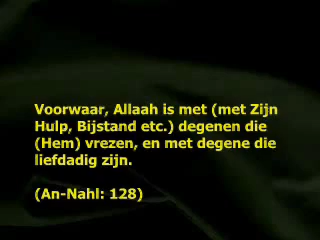 Voorwaar, Allaah is met (met Zijn
Hulp, Bijstand etc.) degenen die
(Hem) vrezen, en met degene die
liefdadig zijn.
(An-Nahl: 128)